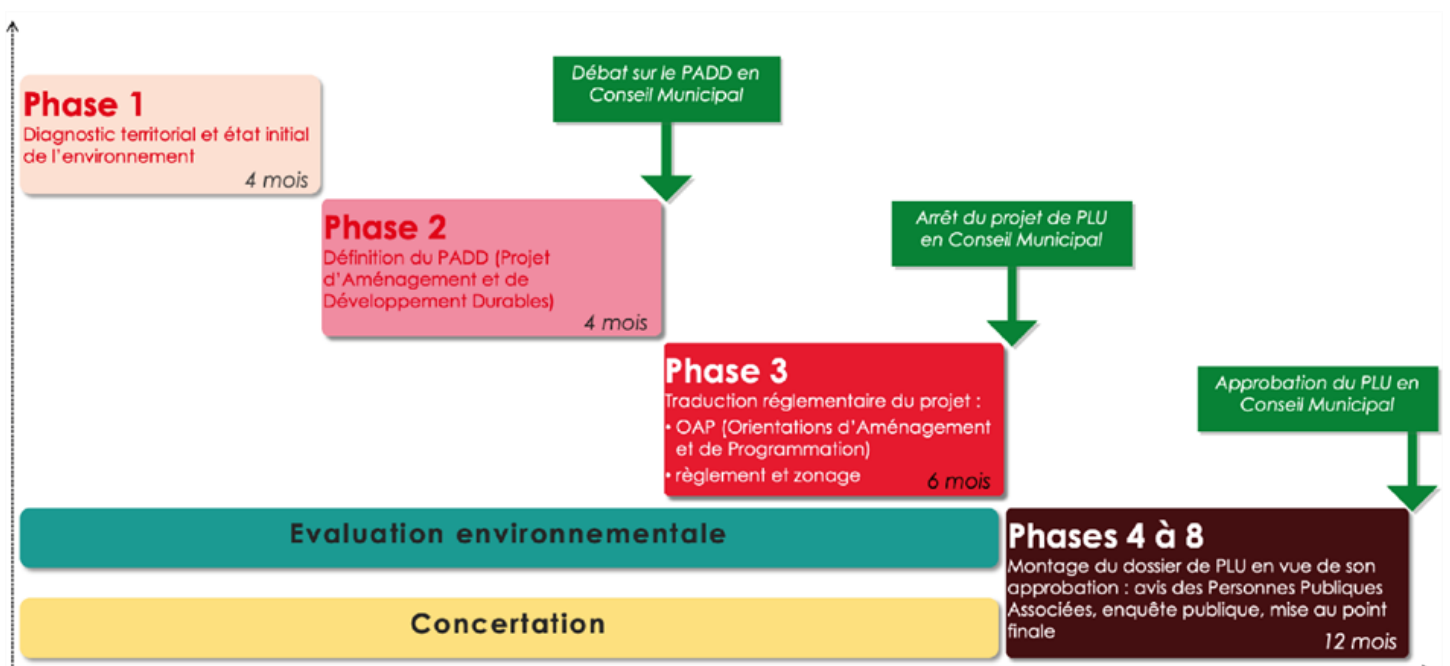 Débat sur le PADD en
Conseil Municipal
Phase 1
Diagnostic territorial et état initial
de l'environnement
4 mois
Phase 2
Définition du PADD (Projet
d'Aménagement et de
Développement Durables)
4 mois
Arrêt du projet de PLU
en Conseil Municipal
Phase 3
Traduction réglementaire du projet :
• OAP (Orientations d'Aménagement
et de Programmation)
• règlement et zonage
6 mois
Approbation du PLU en
Conseil Municipal
Evaluation environnementale
Concertation
Phases 4 à 8
Montage du dossier de PLU en vue de son
approbation : avis des Personnes Publiques
Associées, enquête publique, mise au point
finale
12 mois